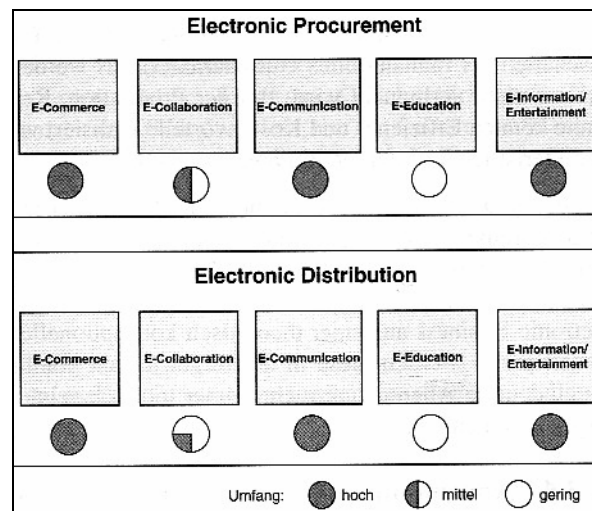 Electronic Procurement
E-Commerce
E-Collaboration
E-Communication
E-Education
E-Information/
Entertainment
Electronic Distribution
E-Commerce
E-Collaboration
E-Communication
E-Education
E-Information/
Entertainment
Umfang: hoch mittel gering